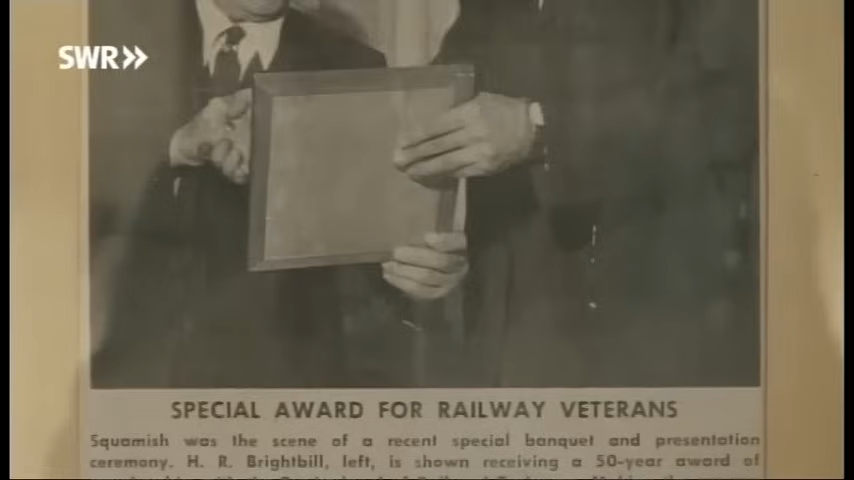 SWR»
SPECIAL AWARD FOR RAILWAY VETERANS
Squamish was the scene of a recent special banquet and presentation
ceremony. H. R. Brightbill, left, is shown receiving a 50-year award of